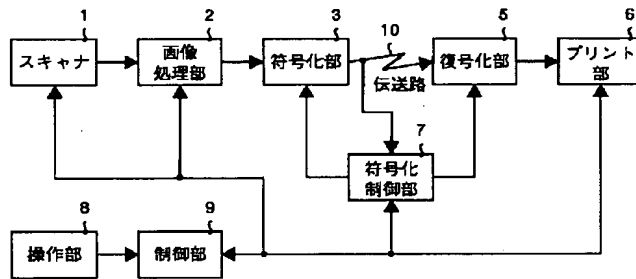 1
2
3
10
5
6
スキャナ
画像
処理部
符号化部
伝送路
復号化部
プリント
部
7
符号化
制御部
8
9
操作部
制御部